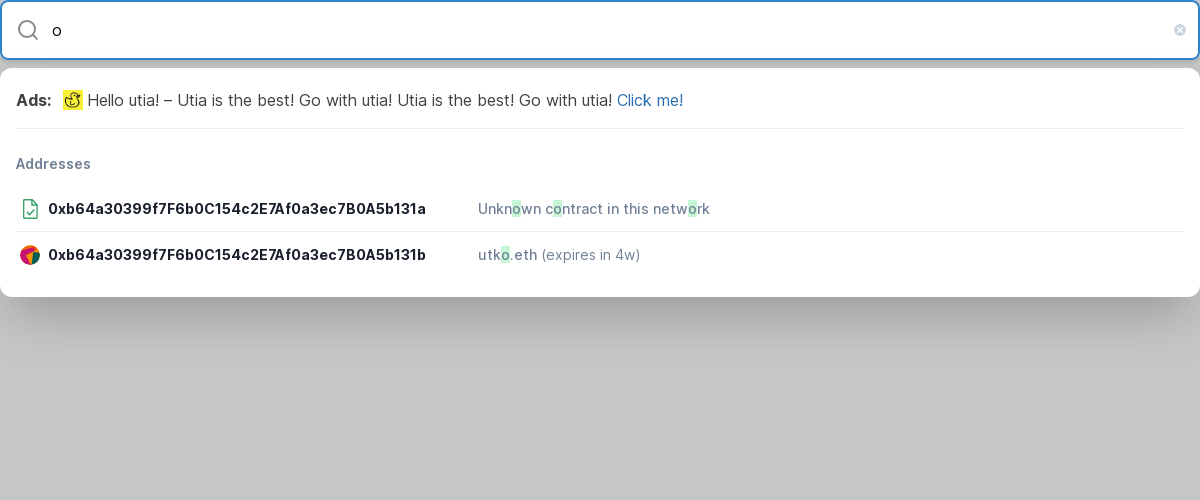 o
Ads: Hello utia! – Utia is the best! Go with utia! Utia is the best! Go with utia! Click me!
Addresses
0xb64a30399f7F6b0C154c2E7Af0a3ec7B0A5b131a Unknown contract in this network
0xb64a30399f7F6b0C154c2E7Af0a3ec7B0A5b131b utko.eth (expires in 4w)